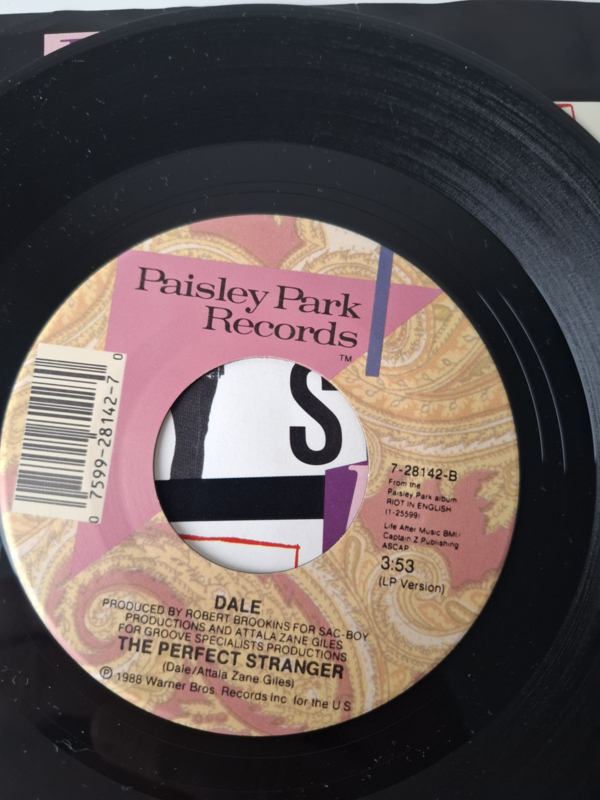 Paisley Park
Records
TM
0 7599-28142-7 0
S
7-28142-B
From the
Paisley Park album
RIOT IN ENGLISH
(1-25599)
Life After Music BMI/
Captain Z Publishing
ASCAP
3:53
(LP Version)
DALE
PRODUCED BY ROBERT BROOKINS FOR SAC-BOY
PRODUCTIONS AND ATTALA ZANE GILES
FOR GROOVE SPECIALISTS PRODUCTIONS
THE PERFECT STRANGER
(Dale/Attala Zane Giles)
℗ 1988 Warner Bros. Records Inc. for the U.S.